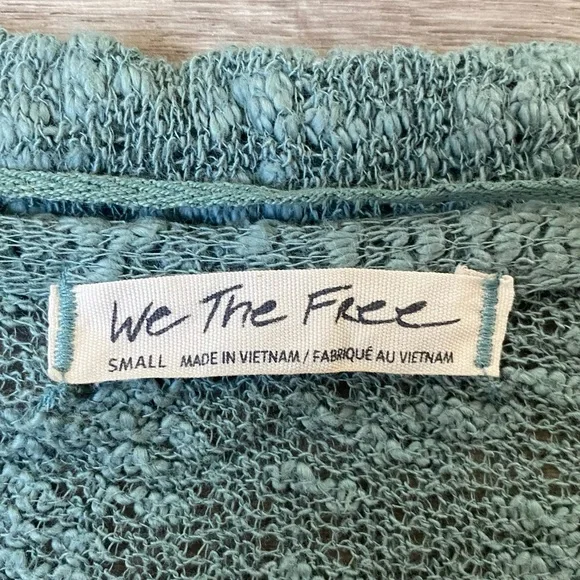 We The Free
SMALL MADE IN VIETNAM / FABRIQUÉ AU VIETNAM